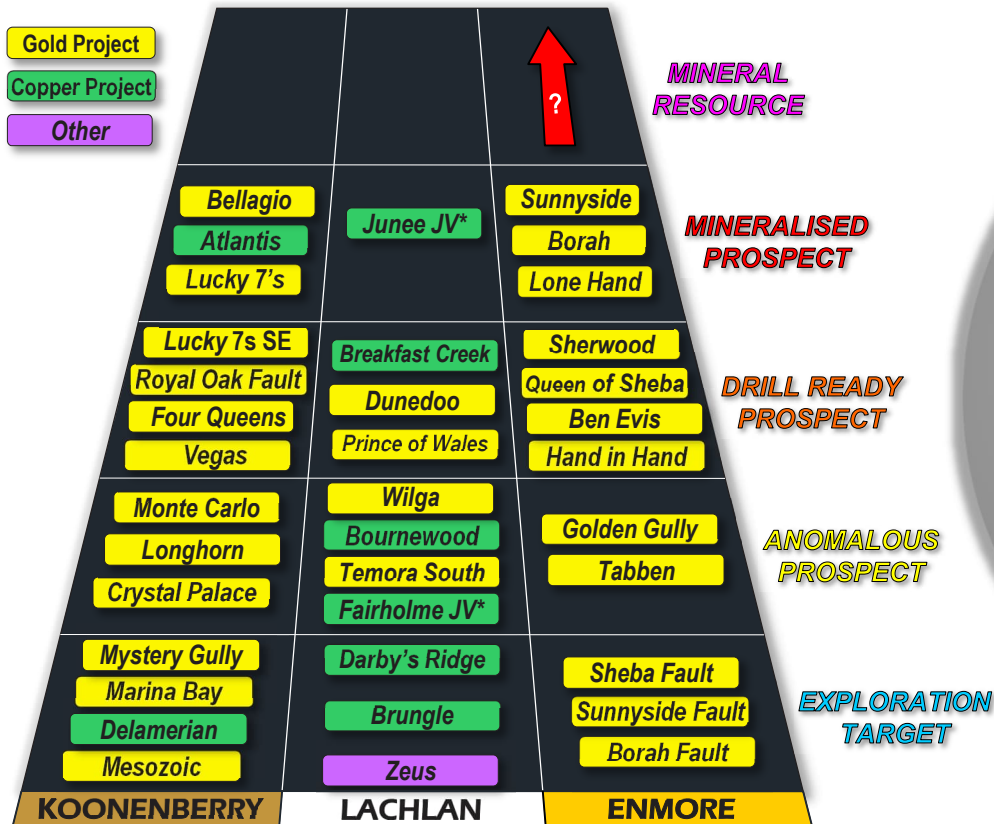 Gold Project
Copper Project
Other
?
MINERAL
RESOURCE
Bellagio
Atlantis
Lucky 7's
Junee JV*
Sunnyside
Borah
Lone Hand
MINERALISED
PROSPECT
Lucky 7s SE
Royal Oak Fault
Four Queens
Vegas
Breakfast Creek
Dunedoo
Prince of Wales
Sherwood
Queen of Sheba
Ben Evis
Hand in Hand
DRILL READY
PROSPECT
Monte Carlo
Longhorn
Crystal Palace
Wilga
Bournewood
Temora South
Fairholme JV*
Golden Gully
Tabben
ANOMALOUS
PROSPECT
Mystery Gully
Marina Bay
Delamerian
Mesozoic
Darby's Ridge
Brungle
Zeus
Sheba Fault
Sunnyside Fault
Borah Fault
EXPLORATION
TARGET
KOONENBERRY
LACHLAN
ENMORE